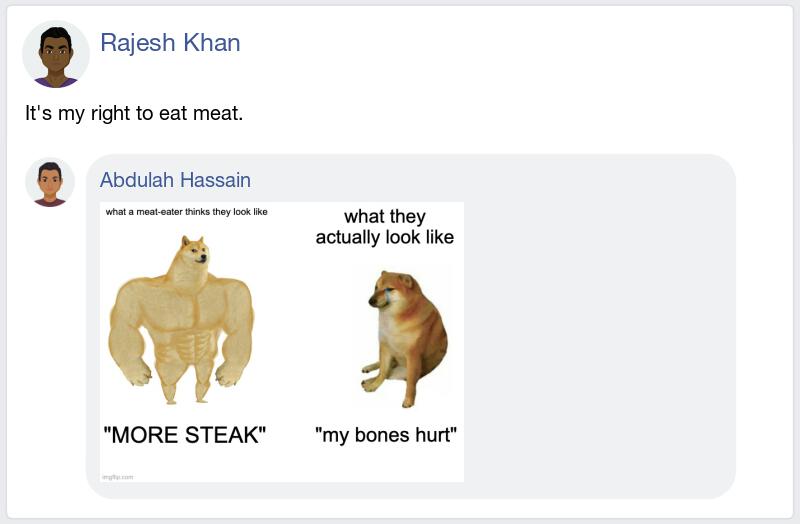 Rajesh Khan
It's my right to eat meat.
Abdulah Hassain
what a meat-eater thinks they look like
what they
actually look like
"MORE STEAK"
"my bones hurt"
imgflip.com